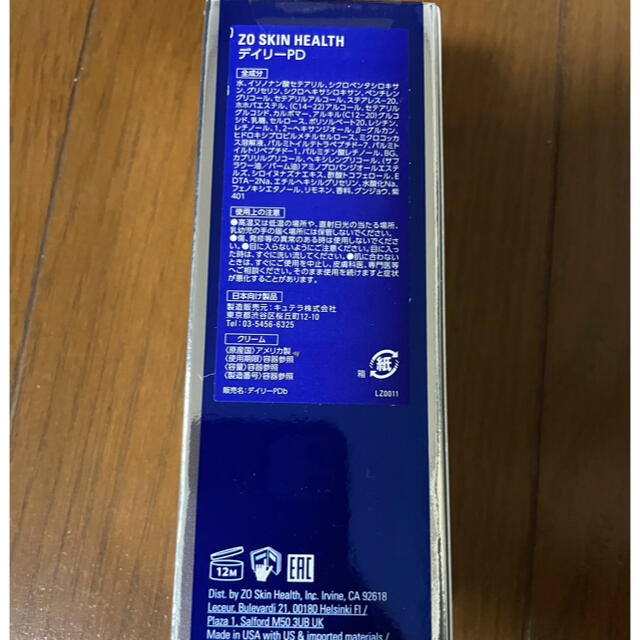 ZO SKIN HEALTH
デイリーPD
全成分
水、イソノナン酸セテアリル、シクロペンタシロキサ
ン、グリセリン、シクロヘキサシロキサン、ペンチレン
グリコール、セテアリルアルコール、ステアレス-20、
ホホバエステル、(C14-22)アルコール、セテアリル
グルコシド、カルボマー、アルキル(C12-20)グルコ
シド、乳糖、セルロース、ポリソルベート20、レシチン、
レチノール、1,2-ヘキサンジオール、β-グルカン、
ヒドロキシプロピルメチルセルロース、ミクロコッカ
ス溶解液、パルミトイルテトラペプチド-7、パルミト
イルトリペプチド-1、パルミチン酸レチノール、BG、
カプリリルグリコール、ヘキシレングリコール、(サフ
ラワー油/パーム油)アミノプロパンジオールエステ
ルズ、シロイヌナズナエキス、酢酸トコフェロール、E
DTA-2Na、エチルヘキシルグリセリン、水酸化Na、
フェノキシエタノール、リモネン、香料、グンジョウ、紫
401
使用上の注意
●高温又は低温の場所や、直射日光の当たる場所、
乳幼児の手の届く場所には保管しないでください。
●傷、発疹等の異常のある時は使用しないでくださ
い。●目に入らないようにご注意ください。目に入っ
た時は、すぐに洗い流してください。●肌に合わない
ときは、すぐにご使用を中止し、皮膚科医、専門医等
へご相談ください。そのまま使用を続けますと症状
が悪化することがあります。
日本向け製品
製造販売元:キュテラ株式会社
東京都渋谷区桜丘町12-10
Tel:03-5456-6325
クリーム
〈原産国〉アメリカ製
〈使用期限〉容器参照
〈容量〉容器参照
〈製造番号〉容器参照
紙
箱
販売名:デイリーPDb
LZ0011
12M
EAC
Dist. by ZO Skin Health, Inc. Irvine, CA 92618
Leceur, Bulevardi 21, 00180 Helsinki FI /
Plaza 1, Salford M50 3UB UK
Made in USA with US & imported materials /